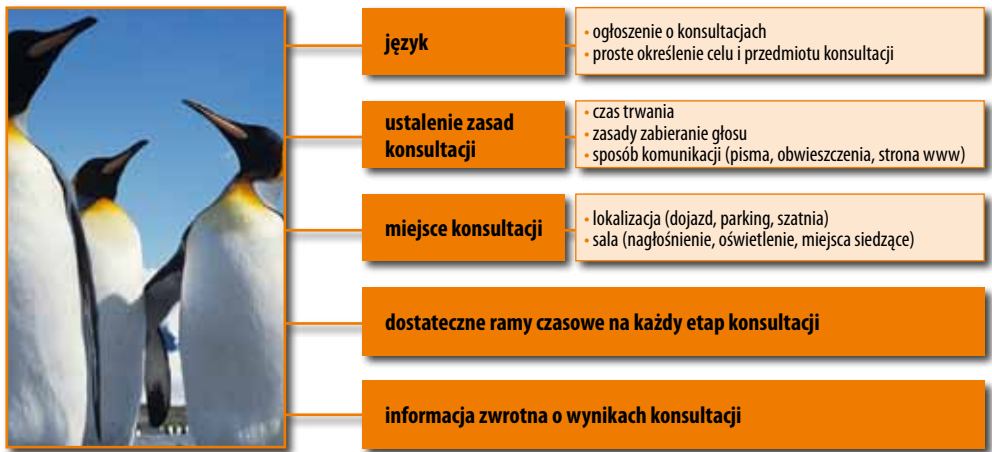 język
• ogłoszenie o konsultacjach
• proste określenie celu i przedmiotu konsultacji
ustalenie zasad
konsultacji
• czas trwania
• zasady zabieranie głosu
• sposób komunikacji (pisma, obwieszczenia, strona www)
miejsce konsultacji
• lokalizacja (dojazd, parking, szatnia)
• sala (nagłośnienie, oświetlenie, miejsca siedzące)
dostateczne ramy czasowe na każdy etap konsultacji
informacja zwrotna o wynikach konsultacji